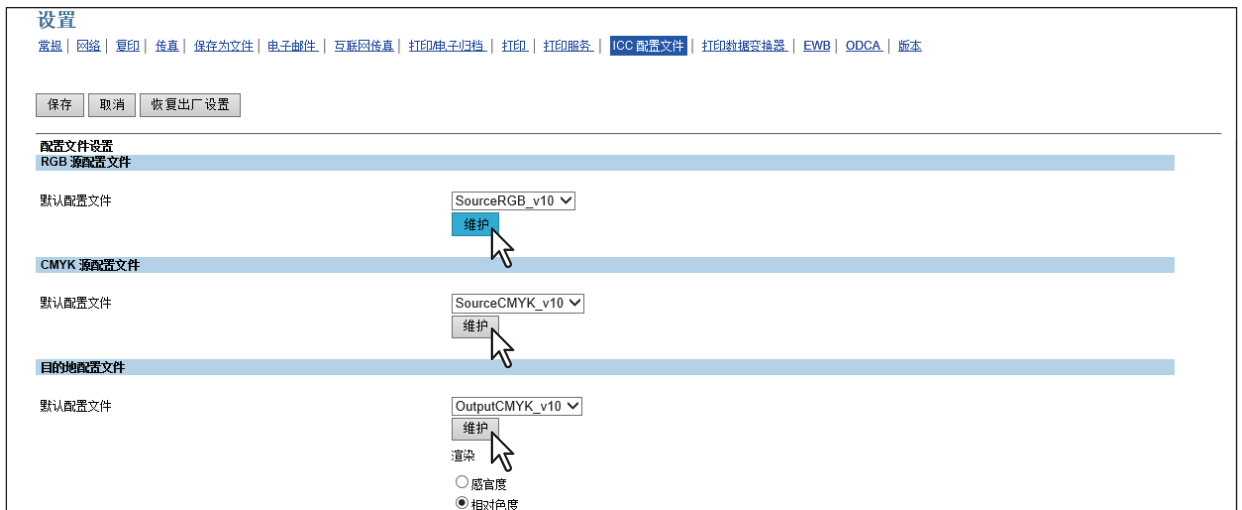 设置
常规 | 网络 | 复印 | 传真 | 保存为文件 | 电子邮件 | 互联网传真 | 打印/电子归档 | 打印 | 打印服务 | ICC 配置文件 | 打印数据变换器 | EWB | ODCA | 版本
保存 取消 恢复出厂设置
配置文件设置
RGB 源配置文件
默认配置文件 SourceRGB_v10
维护
CMYK 源配置文件
默认配置文件 SourceCMYK_v10
维护
目的地配置文件
默认配置文件 OutputCMYK_v10
维护
渲染
感官度
相对色度